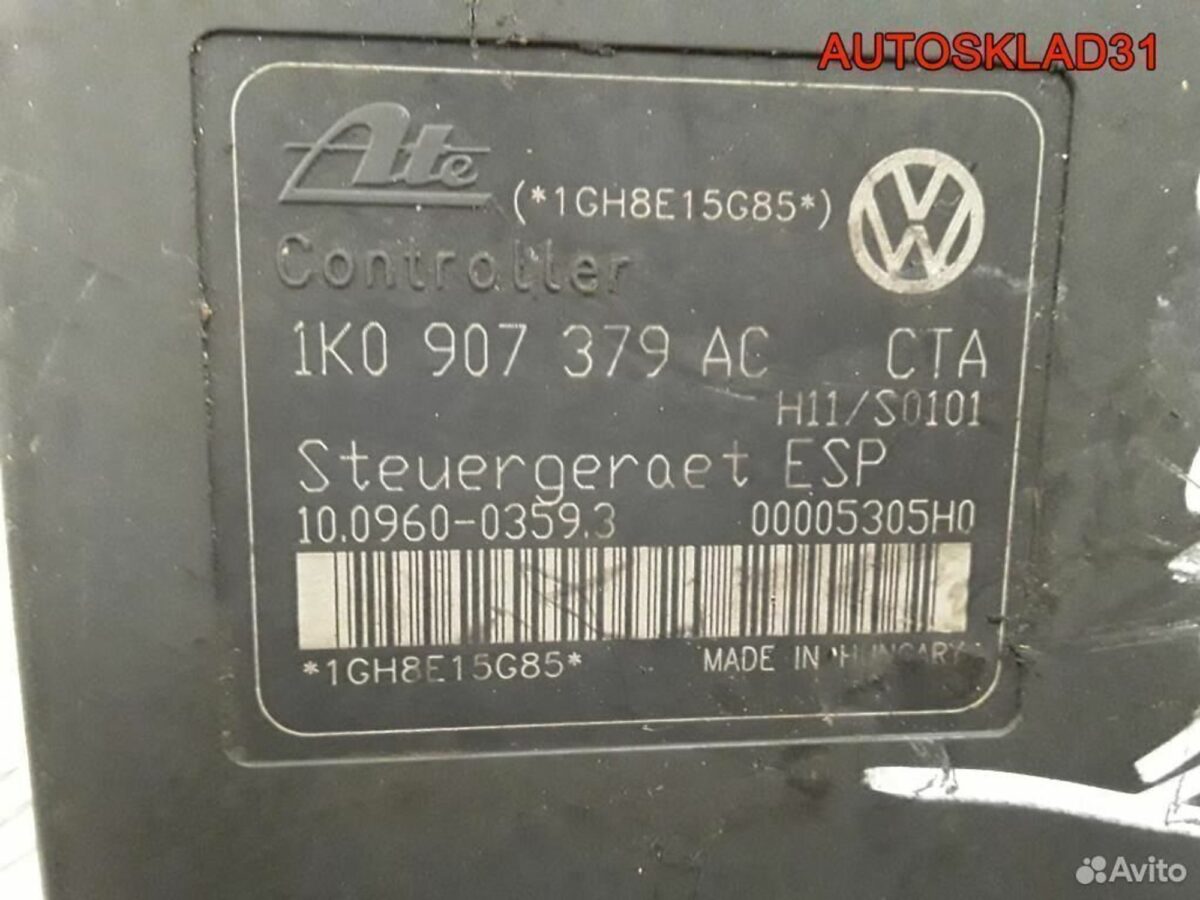 AUTOSKLAD31
Ate
(*1GH8E15G85*)
Controller
1K0 907 379 AC CTA
H11/S0101
Steuergeraet ESP
10.0960-0359.3 00005305H0
*1GH8E15G85* MADE IN HUNGARY
Avito